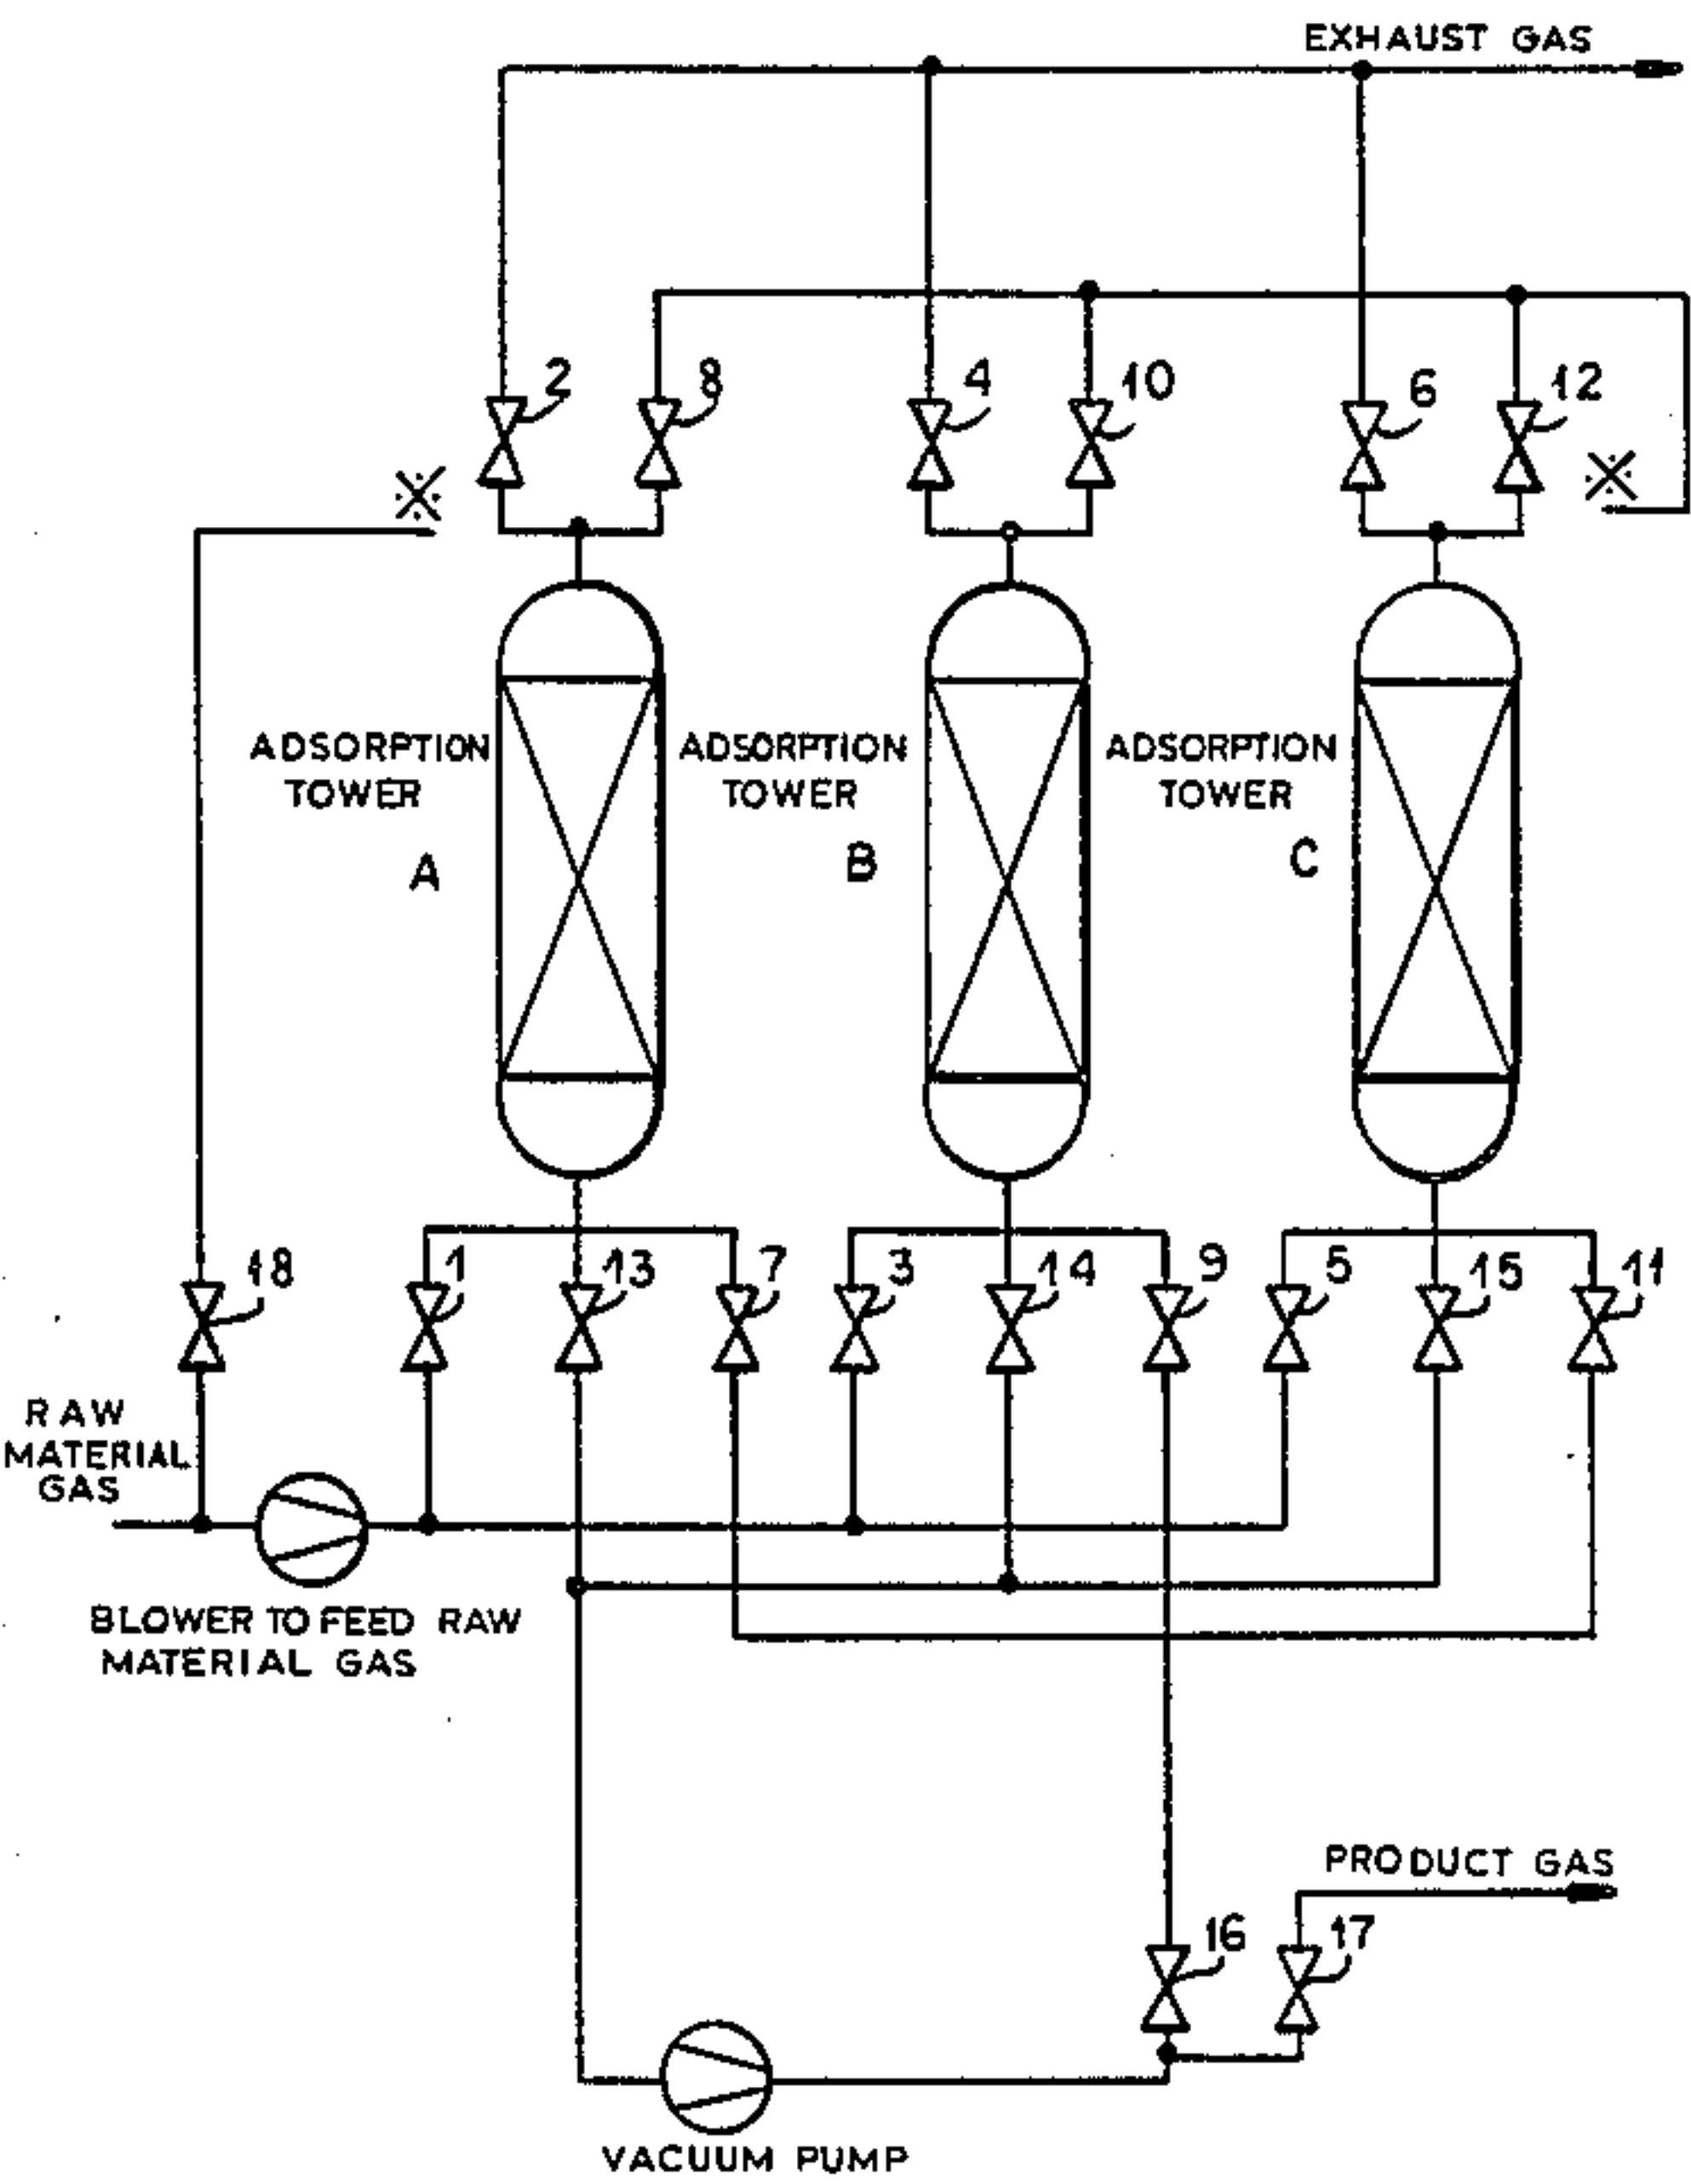 EXHAUST GAS
2
8
4
10
6
12
※
※
ADSORPTION
TOWER
A
ADSORPTION
TOWER
B
ADSORPTION
TOWER
C
18
1
13
7
3
14
9
5
15
11
RAW
MATERIAL
GAS
BLOWER TO FEED RAW
MATERIAL GAS
PRODUCT GAS
16
17
VACUUM PUMP